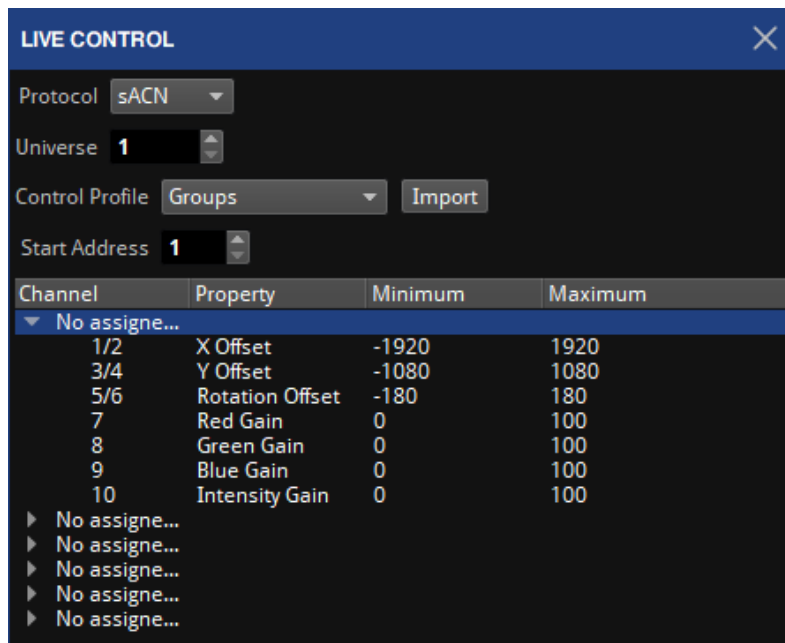 LIVE CONTROL
Protocol sACN
Universe 1
Control Profile Groups Import
Start Address 1
Channel Property Minimum Maximum
No assigne...
1/2 X Offset -1920 1920
3/4 Y Offset -1080 1080
5/6 Rotation Offset -180 180
7 Red Gain 0 100
8 Green Gain 0 100
9 Blue Gain 0 100
10 Intensity Gain 0 100
No assigne...
No assigne...
No assigne...
No assigne...
No assigne...